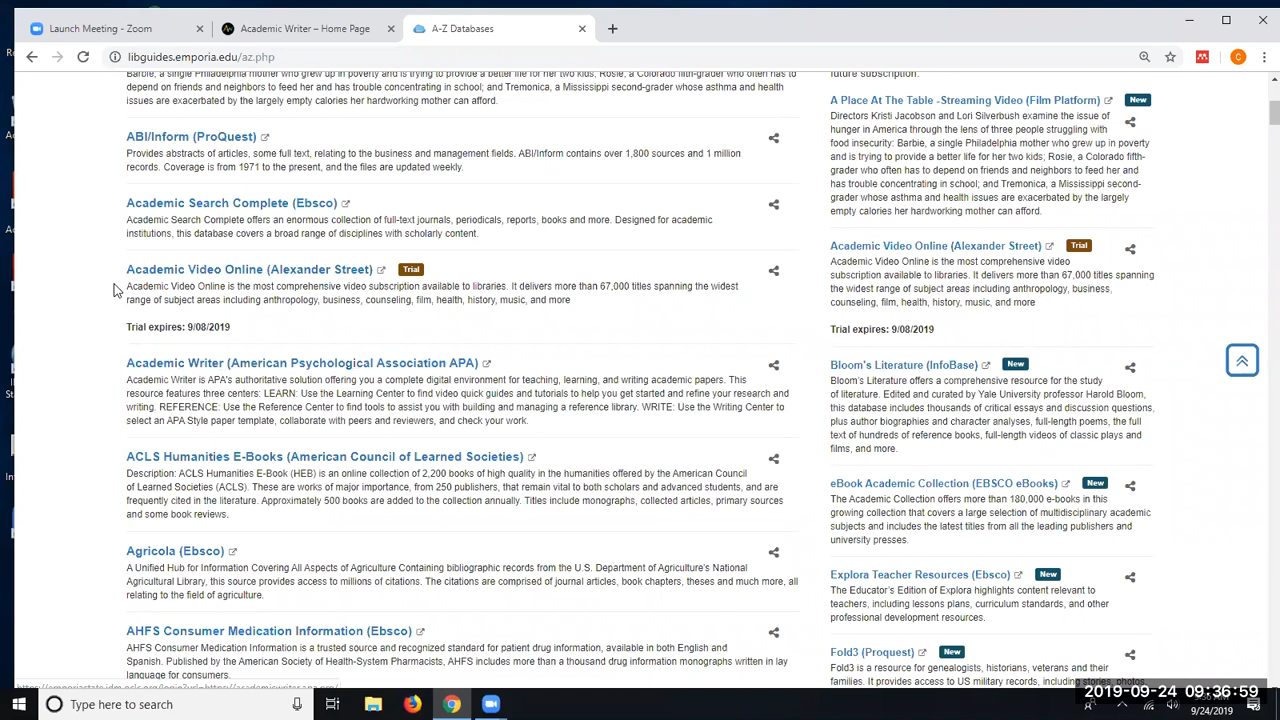 Launch Meeting - Zoom
Academic Writer – Home Page
A-Z Databases
libguides.emporia.edu/az.php
Barbie, a single Philadelphia mother who grew up in poverty and is trying to provide a better life for her two kids; Rosie, a Colorado fifth-grader who often has to
depend on friends and neighbors to feed her and has trouble concentrating in school; and Tremonica, a Mississippi second-grader whose asthma and health
issues are exacerbated by the largely empty calories her hardworking mother can afford.
ABI/Inform (ProQuest)
Provides abstracts of articles, some full text, relating to the business and management fields. ABI/Inform contains over 1,800 sources and 1 million
records. Coverage is from 1971 to the present, and the files are updated weekly.
Academic Search Complete (Ebsco)
Academic Search Complete offers an enormous collection of full-text journals, periodicals, reports, books and more. Designed for academic
institutions, this database covers a broad range of disciplines with scholarly content.
Academic Video Online (Alexander Street) Trial
Academic Video Online is the most comprehensive video subscription available to libraries. It delivers more than 67,000 titles spanning the widest
range of subject areas including anthropology, business, counseling, film, health, history, music, and more
Trial expires: 9/08/2019
Academic Writer (American Psychological Association APA)
Academic Writer is APA's authoritative solution offering you a complete digital environment for teaching, learning, and writing academic papers. This
resource features three centers: LEARN: Use the Learning Center to find video quick guides and tutorials to help you get started and refine your research and
writing. REFERENCE: Use the Reference Center to find tools to assist you with building and managing a reference library. WRITE: Use the Writing Center to
select an APA Style paper template, collaborate with peers and reviewers, and check your work.
ACLS Humanities E-Books (American Council of Learned Societies)
Description: ACLS Humanities E-Book (HEB) is an online collection of 2,200 books of high quality in the humanities offered by the American Council
of Learned Societies (ACLS). These are works of major importance, from 250 publishers, that remain vital to both scholars and advanced students, and are
frequently cited in the literature. Approximately 500 books are added to the collection annually. Titles include monographs, collected articles, primary sources
and some book reviews.
Agricola (Ebsco)
A Unified Hub for Information Covering All Aspects of Agriculture Containing bibliographic records from the U.S. Department of Agriculture's National
Agricultural Library, this source provides access to millions of citations. The citations are comprised of journal articles, book chapters, theses and much more, all
relating to the field of agriculture.
AHFS Consumer Medication Information (Ebsco)
AHFS Consumer Medication Information is a trusted source and recognized standard for patient drug information, available in both English and
Spanish. Published by the American Society of Health-System Pharmacists, AHFS includes more than a thousand drug information monographs written in lay
language for consumers.
future subscription.
A Place At The Table -Streaming Video (Film Platform) New
Directors Kristi Jacobson and Lori Silverbush examine the issue of
hunger in America through the lens of three people struggling with
food insecurity: Barbie, a single Philadelphia mother who grew up in poverty
and is trying to provide a better life for her two kids; Rosie, a Colorado fifth-
grader who often has to depend on friends and neighbors to feed her and
has trouble concentrating in school; and Tremonica, a Mississippi second-
grader whose asthma and health issues are exacerbated by the largely
empty calories her hardworking mother can afford.
Academic Video Online (Alexander Street) Trial
Academic Video Online is the most comprehensive video
subscription available to libraries. It delivers more than 67,000 titles spanning
the widest range of subject areas including anthropology, business,
counseling, film, health, history, music, and more
Trial expires: 9/08/2019
Bloom's Literature (InfoBase) New
Bloom's Literature offers a comprehensive resource for the study
of literature. Edited and curated by Yale University professor Harold Bloom,
this database includes thousands of critical essays and discussion questions,
plus author biographies and character analyses, full-length poems, the full
text of hundreds of reference books, full-length videos of classic plays and
films, and more.
eBook Academic Collection (EBSCO eBooks) New
The Academic Collection offers more than 180,000 e-books in this
growing collection that covers a large selection of multidisciplinary academic
subjects and includes the latest titles from all the leading publishers and
university presses.
Explora Teacher Resources (Ebsco) New
The Educator's Edition of Explora highlights content relevant to
teachers, including lessons plans, curriculum standards, and other
professional development resources.
Fold3 (Proquest) New
Fold3 is a resource for genealogists, historians, veterans and their
families. It provides access to US military records, including stories, photos,
Type here to search
2019-09-24 09:36:59
9/24/2019